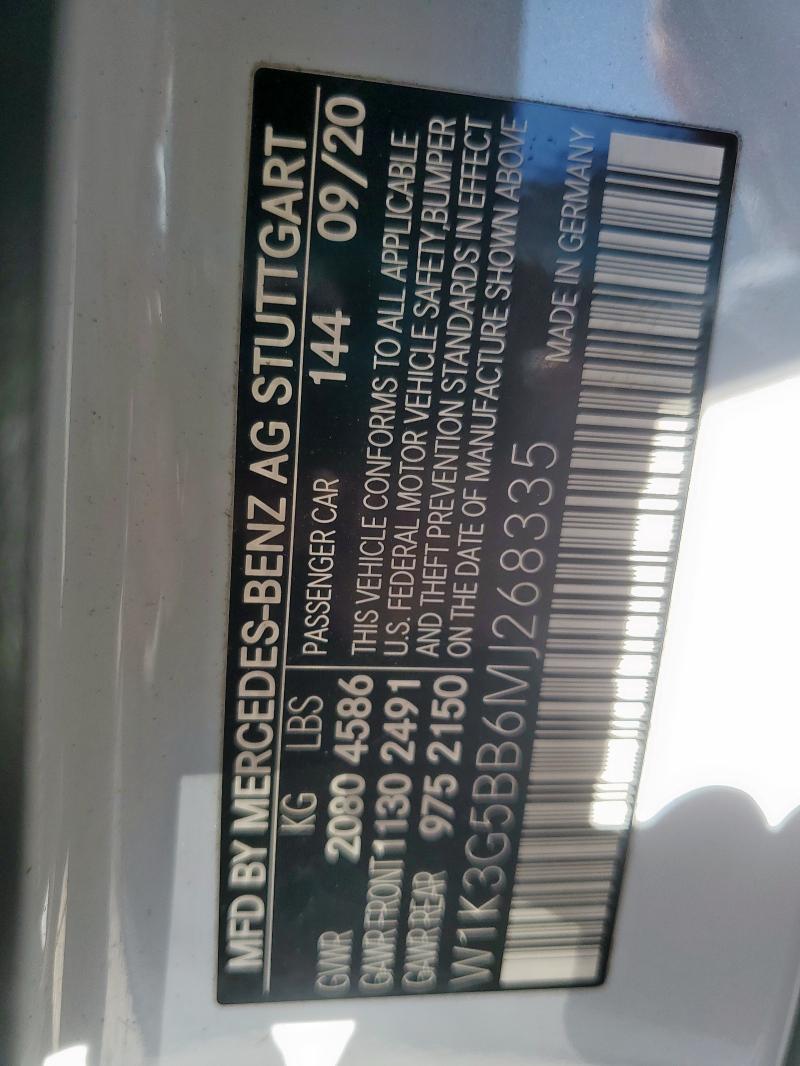 MFD BY MERCEDES-BENZ AG STUTTGART
KG LBS PASSENGER CAR 144 09/20
GWR 2080 4586
GAWR FRONT 1130 2491
GAWR REAR 975 2150
THIS VEHICLE CONFORMS TO ALL APPLICABLE
U.S. FEDERAL MOTOR VEHICLE SAFETY,BUMPER
AND THEFT PREVENTION STANDARDS IN EFFECT
ON THE DATE OF MANUFACTURE SHOWN ABOVE
W1K3G5BB6MJ268335 MADE IN GERMANY